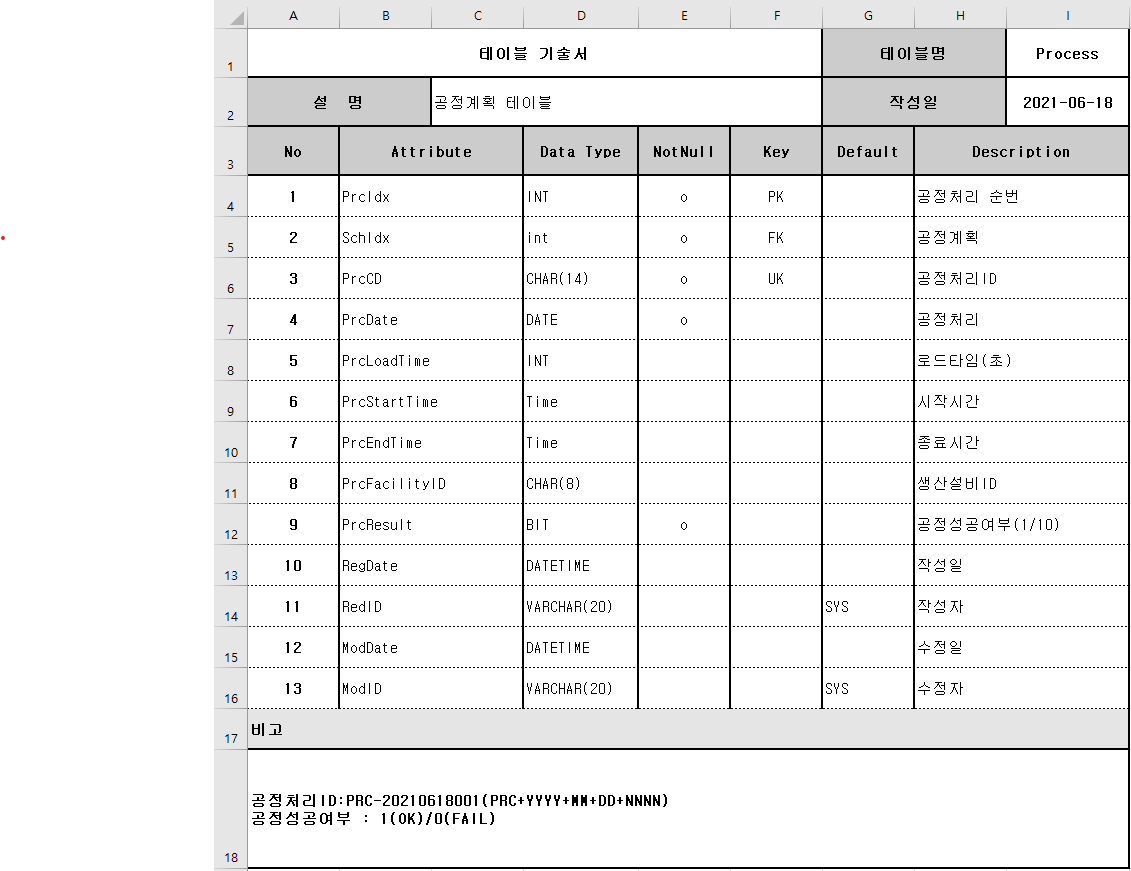 A B C D E F G H I
1 테이블 기술서 테이블명 Process
2 설 명 공정계획 테이블 작성일 2021-06-18
3 No Attribute Data Type NotNull Key Default Description
4 1 PrcIdx INT o PK 공정처리 순번
5 2 SchIdx int o FK 공정계획
6 3 PrcCD CHAR(14) o UK 공정처리ID
7 4 PrcDate DATE o 공정처리
8 5 PrcLoadTime INT 로드타임(초)
9 6 PrcStartTime Time 시작시간
10 7 PrcEndTime Time 종료시간
11 8 PrcFacilityID CHAR(8) 생산설비ID
12 9 PrcResult BIT o 공정성공여부(1/10)
13 10 RegDate DATETIME 작성일
14 11 RedID VARCHAR(20) SYS 작성자
15 12 ModDate DATETIME 수정일
16 13 ModID VARCHAR(20) SYS 수정자
17 비고
공정처리ID:PRC-20210618001(PRC+YYYY+MM+DD+NNNN)
공정성공여부 : 1(OK)/0(FAIL)
18